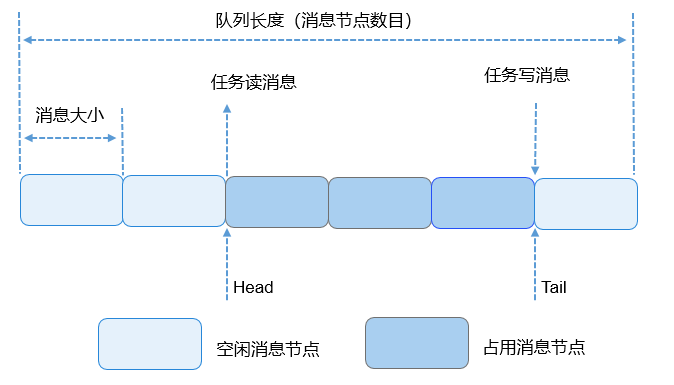 队列长度（消息节点数目）
任务读消息
任务写消息
消息大小
Head
Tail
空闲消息节点
占用消息节点